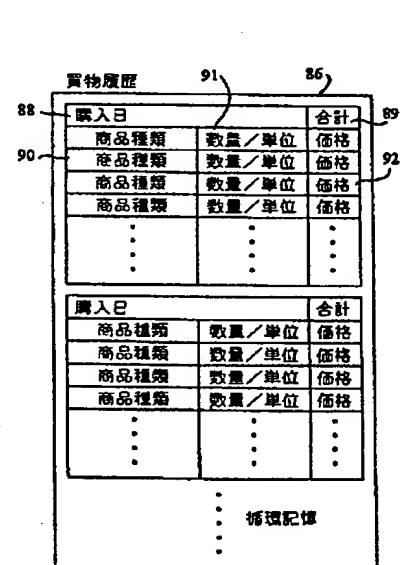 買物履歴 91 86
88 購入日 合計 89
商品種類 数量／単位 価格
90 商品種類 数量／単位 価格 92
商品種類 数量／単位 価格
商品種類 数量／単位 価格
購入日 合計
商品種類 数量／単位 価格
商品種類 数量／単位 価格
商品種類 数量／単位 価格
商品種類 数量／単位 価格
循環記憶